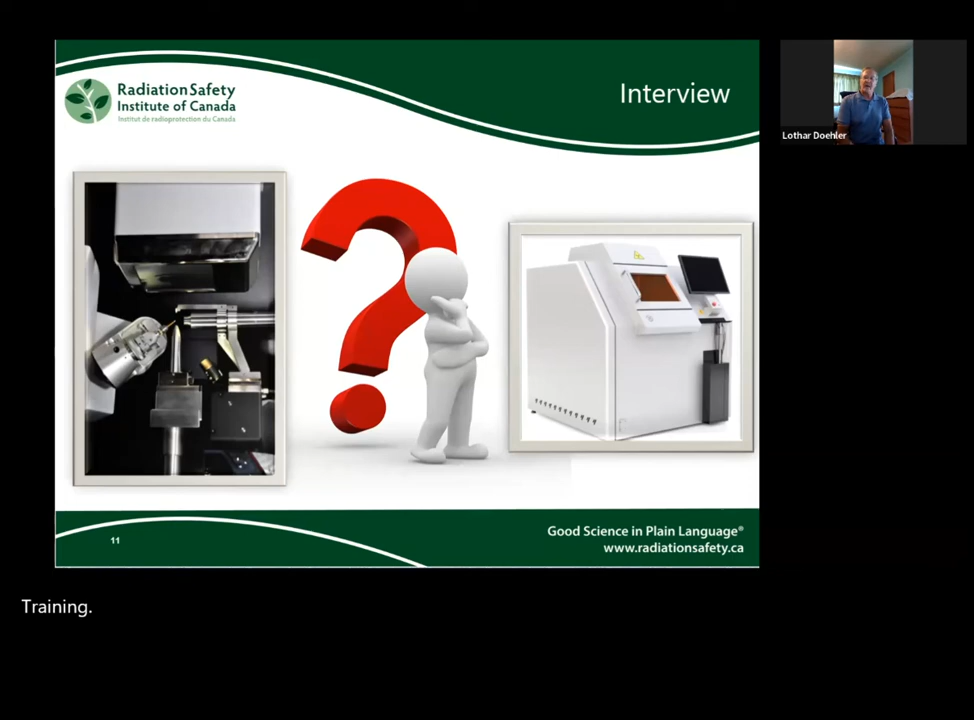 Radiation Safety
Institute of Canada
Institut de radioprotection du Canada
Interview
Lothar Doehler
11
Good Science in Plain Language®
www.radiationsafety.ca
Training.